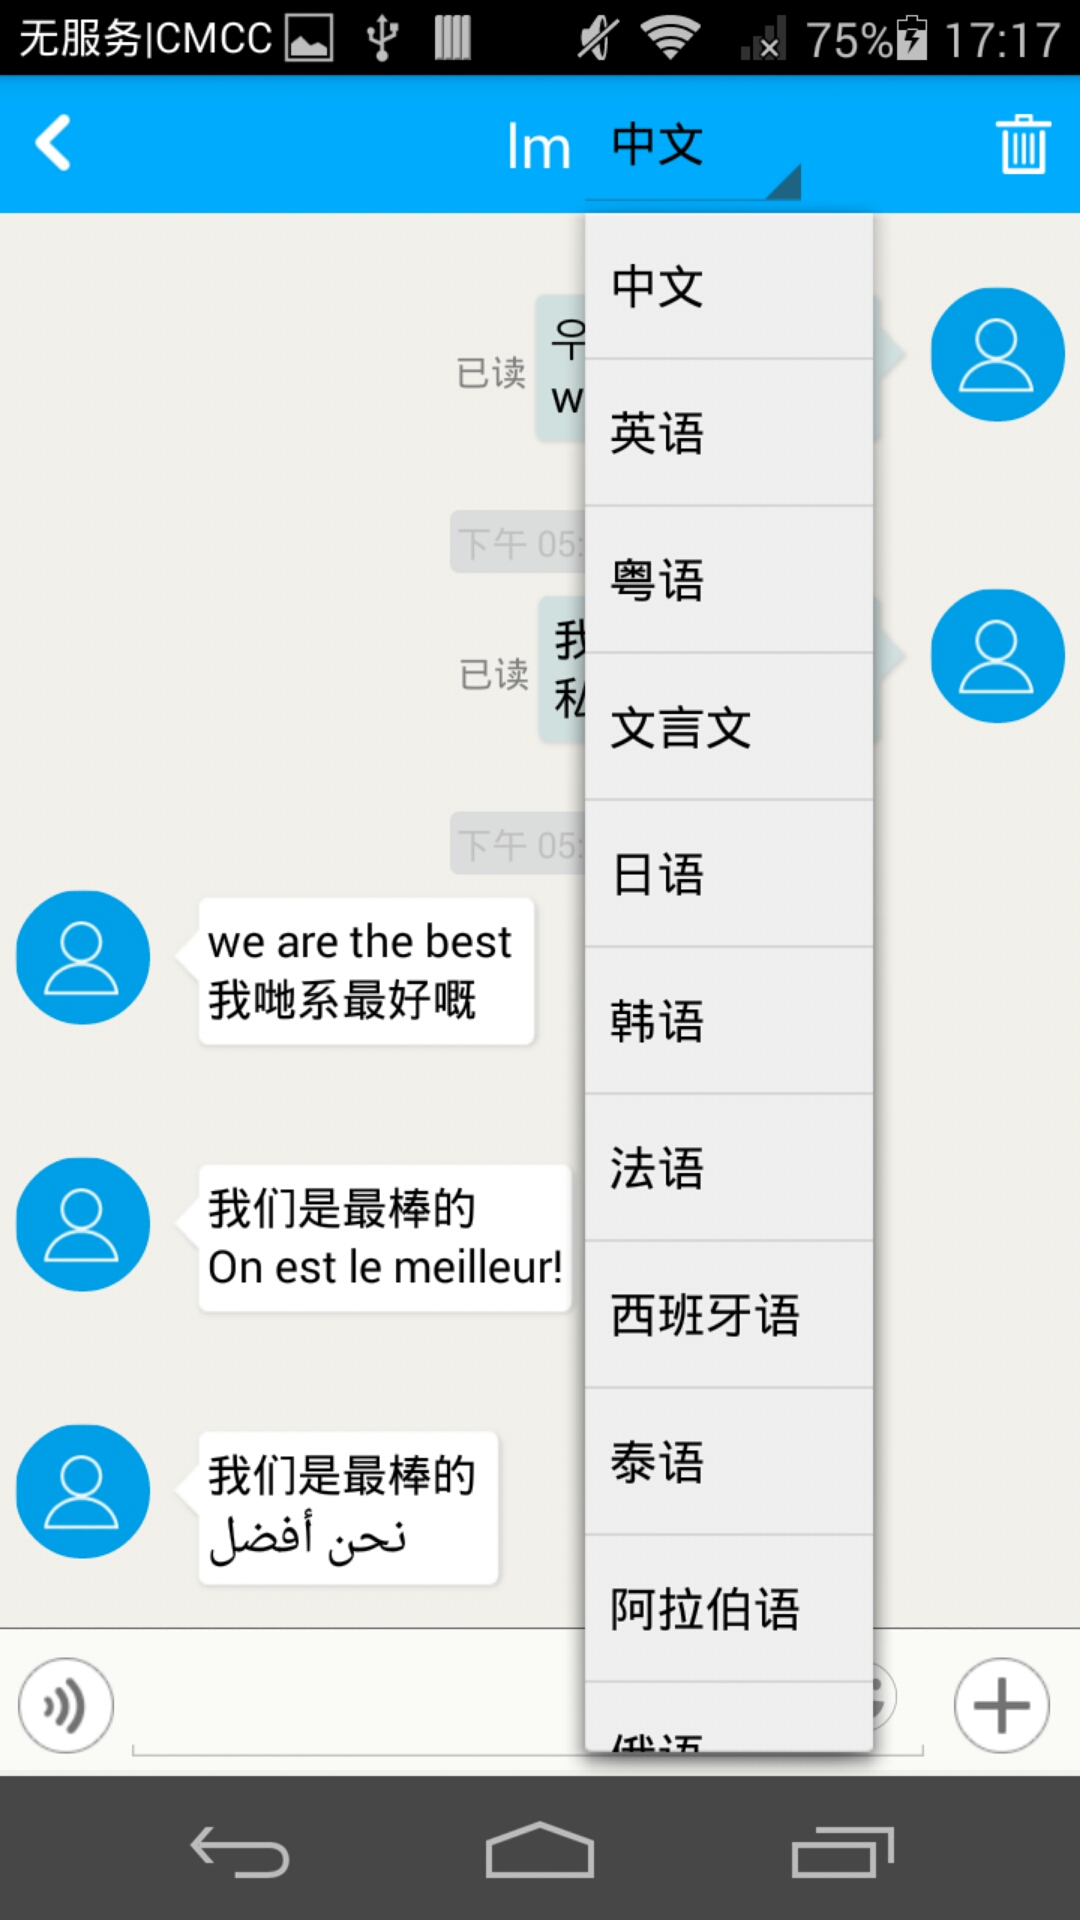 无服务|CMCC 75% 17:17
Im 中文
中文
英语
粤语
文言文
日语
韩语
法语
西班牙语
泰语
阿拉伯语
俄语
已读
우
w
下午 05:
已读
我
私
下午 05:
we are the best
我哋系最好嘅
我们是最棒的
On est le meilleur!
我们是最棒的
نحن أفضل